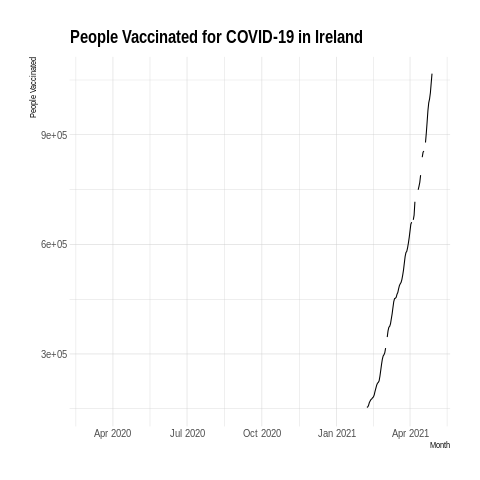 People Vaccinated for COVID-19 in Ireland
People Vaccinated
9e+05
6e+05
3e+05
Apr 2020 Jul 2020 Oct 2020 Jan 2021 Apr 2021
Month